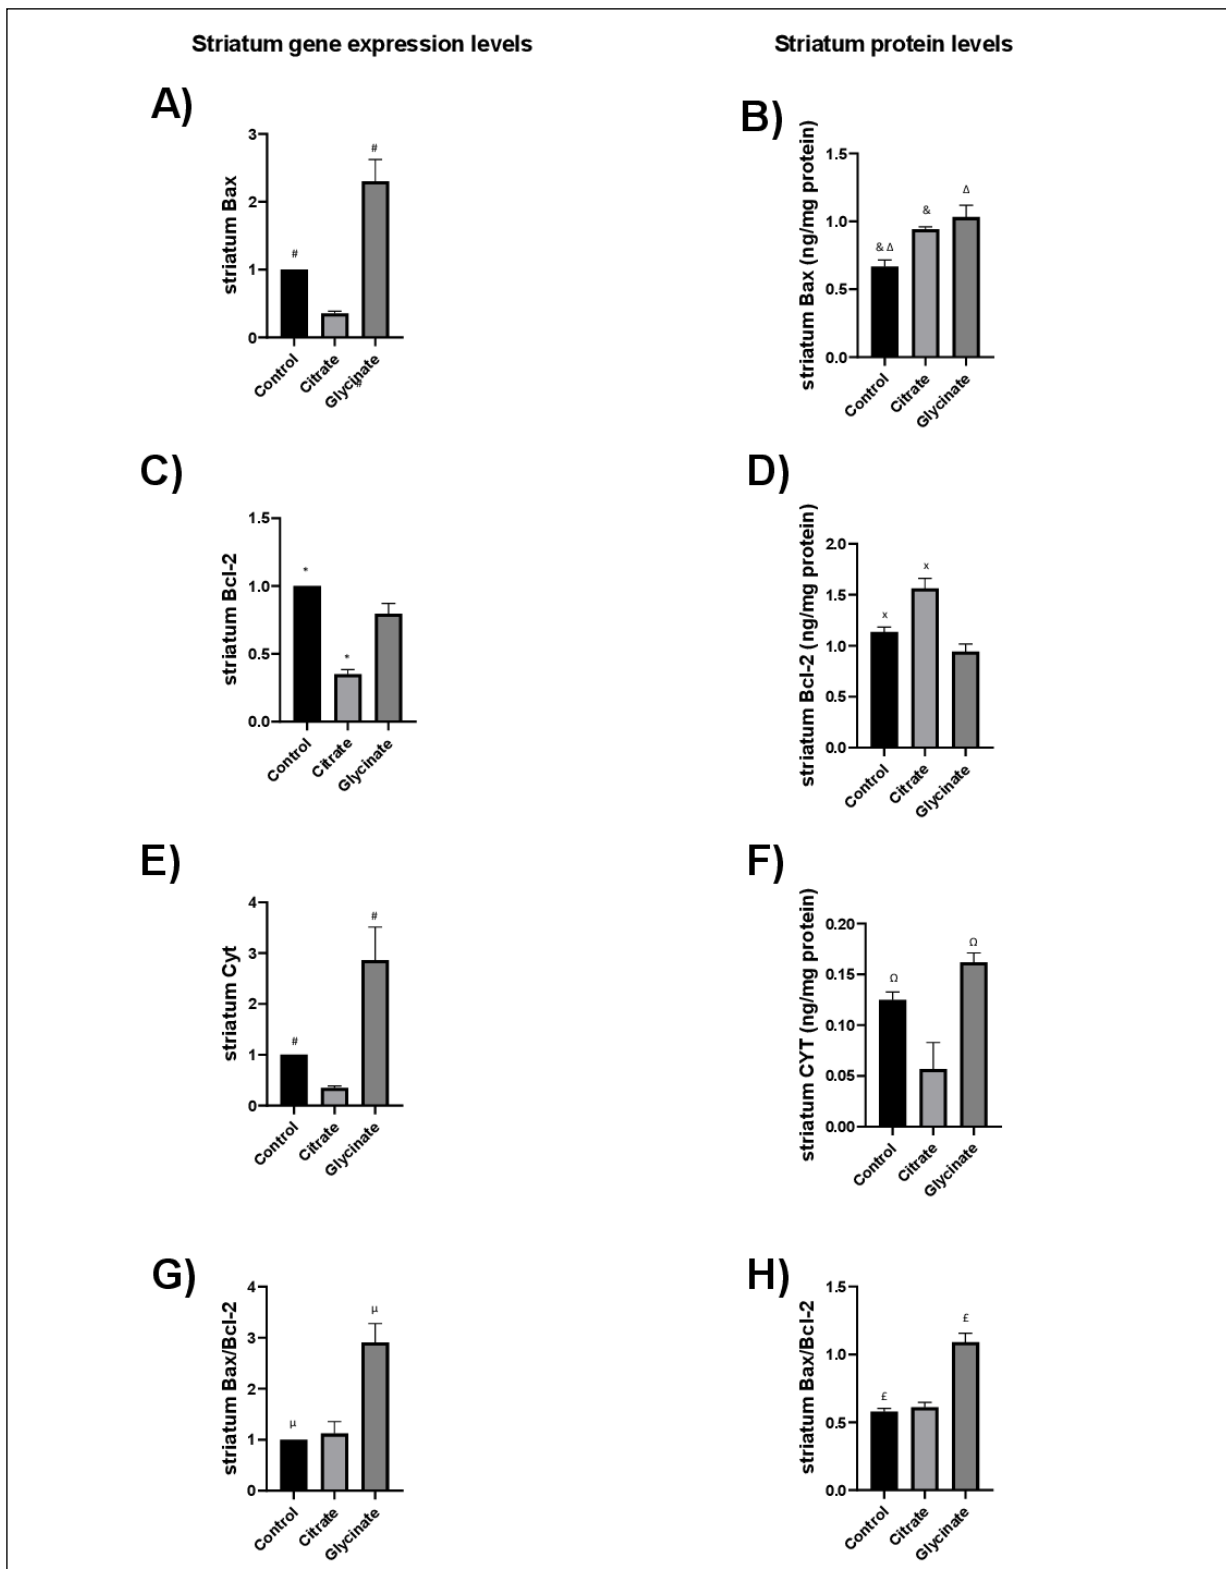 Striatum gene expression levels
Striatum protein levels
A)
striatum Bax
3
2
1
0
#
#
Control
Citrate
Glycinate
B)
striatum Bax (ng/mg protein)
1.5
1.0
0.5
0.0
& Δ
&
Δ
Control
Citrate
Glycinate
C)
striatum Bcl-2
1.5
1.0
0.5
0.0
*
*
Control
Citrate
Glycinate
D)
striatum Bcl-2 (ng/mg protein)
2.0
1.5
1.0
0.5
0.0
x
x
Control
Citrate
Glycinate
E)
striatum Cyt
4
3
2
1
0
#
#
Control
Citrate
Glycinate
F)
striatum CYT (ng/mg protein)
0.20
0.15
0.10
0.05
0.00
Ω
Ω
Control
Citrate
Glycinate
G)
striatum Bax/Bcl-2
4
3
2
1
0
µ
µ
Control
Citrate
Glycinate
H)
striatum Bax/Bcl-2
1.5
1.0
0.5
0.0
£
£
Control
Citrate
Glycinate